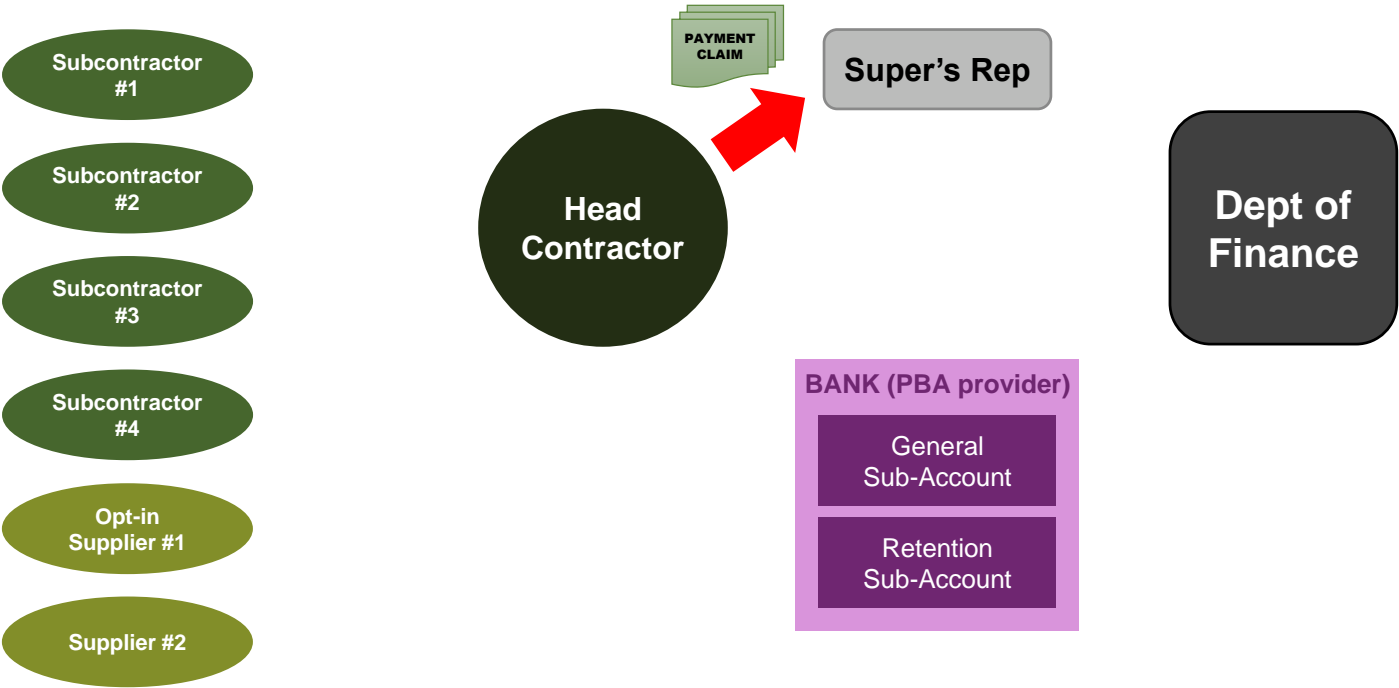 Subcontractor
#1
Subcontractor
#2
Subcontractor
#3
Subcontractor
#4
Opt-in
Supplier #1
Supplier #2
PAYMENT
CLAIM
Super’s Rep
Head
Contractor
Dept of
Finance
BANK (PBA provider)
General
Sub-Account
Retention
Sub-Account